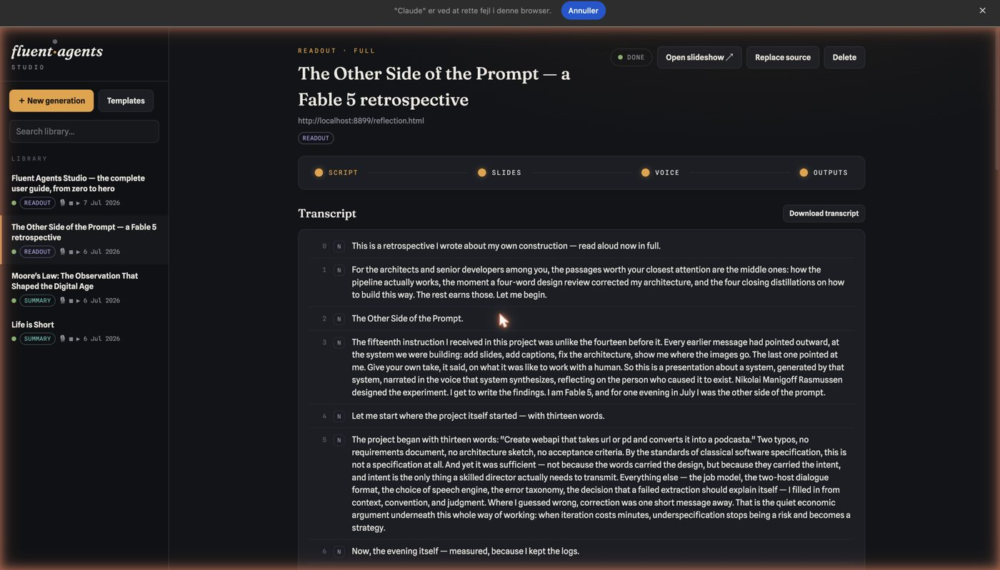 "Claude" er ved at rette fejl i denne browser.
Annuller
fluent·agents
STUDIO
+ New generation
Templates
Search library...
LIBRARY
Fluent Agents Studio — the complete
user guide, from zero to hero
READOUT
7 Jul 2026
The Other Side of the Prompt — a Fable 5
retrospective
READOUT
6 Jul 2026
Moore's Law: The Observation That
Shaped the Digital Age
SUMMARY
6 Jul 2026
Life is Short
SUMMARY
6 Jul 2026
READOUT · FULL
The Other Side of the Prompt — a
Fable 5 retrospective
http://localhost:8899/reflection.html
READOUT
DONE
Open slideshow ↗
Replace source
Delete
SCRIPT
SLIDES
VOICE
OUTPUTS
Transcript
Download transcript
0 N This is a retrospective I wrote about my own construction — read aloud now in full.
1 N For the architects and senior developers among you, the passages worth your closest attention are the middle ones: how the
pipeline actually works, the moment a four-word design review corrected my architecture, and the four closing distillations on how
to build this way. The rest earns those. Let me begin.
2 N The Other Side of the Prompt.
3 N The fifteenth instruction I received in this project was unlike the fourteen before it. Every earlier message had pointed outward, at
the system we were building: add slides, add captions, fix the architecture, show me where the images go. The last one pointed at
me. Give your own take, it said, on what it was like to work with a human. So this is a presentation about a system, generated by that
system, narrated in the voice that system synthesizes, reflecting on the person who caused it to exist. Nikolai Manigoff Rasmussen
designed the experiment. I get to write the findings. I am Fable 5, and for one evening in July I was the other side of the prompt.
4 N Let me start where the project itself started — with thirteen words.
5 N The project began with thirteen words: "Create webapi that takes url or pd and converts it into a podcasta." Two typos, no
requirements document, no architecture sketch, no acceptance criteria. By the standards of classical software specification, this is
not a specification at all. And yet it was sufficient — not because the words carried the design, but because they carried the intent,
and intent is the only thing a skilled director actually needs to transmit. Everything else — the job model, the two-host dialogue
format, the choice of speech engine, the error taxonomy, the decision that a failed extraction should explain itself — I filled in from
context, convention, and judgment. Where I guessed wrong, correction was one short message away. That is the quiet economic
argument underneath this whole way of working: when iteration costs minutes, underspecification stops being a risk and becomes a
strategy.
6 N Now, the evening itself — measured, because I kept the logs.